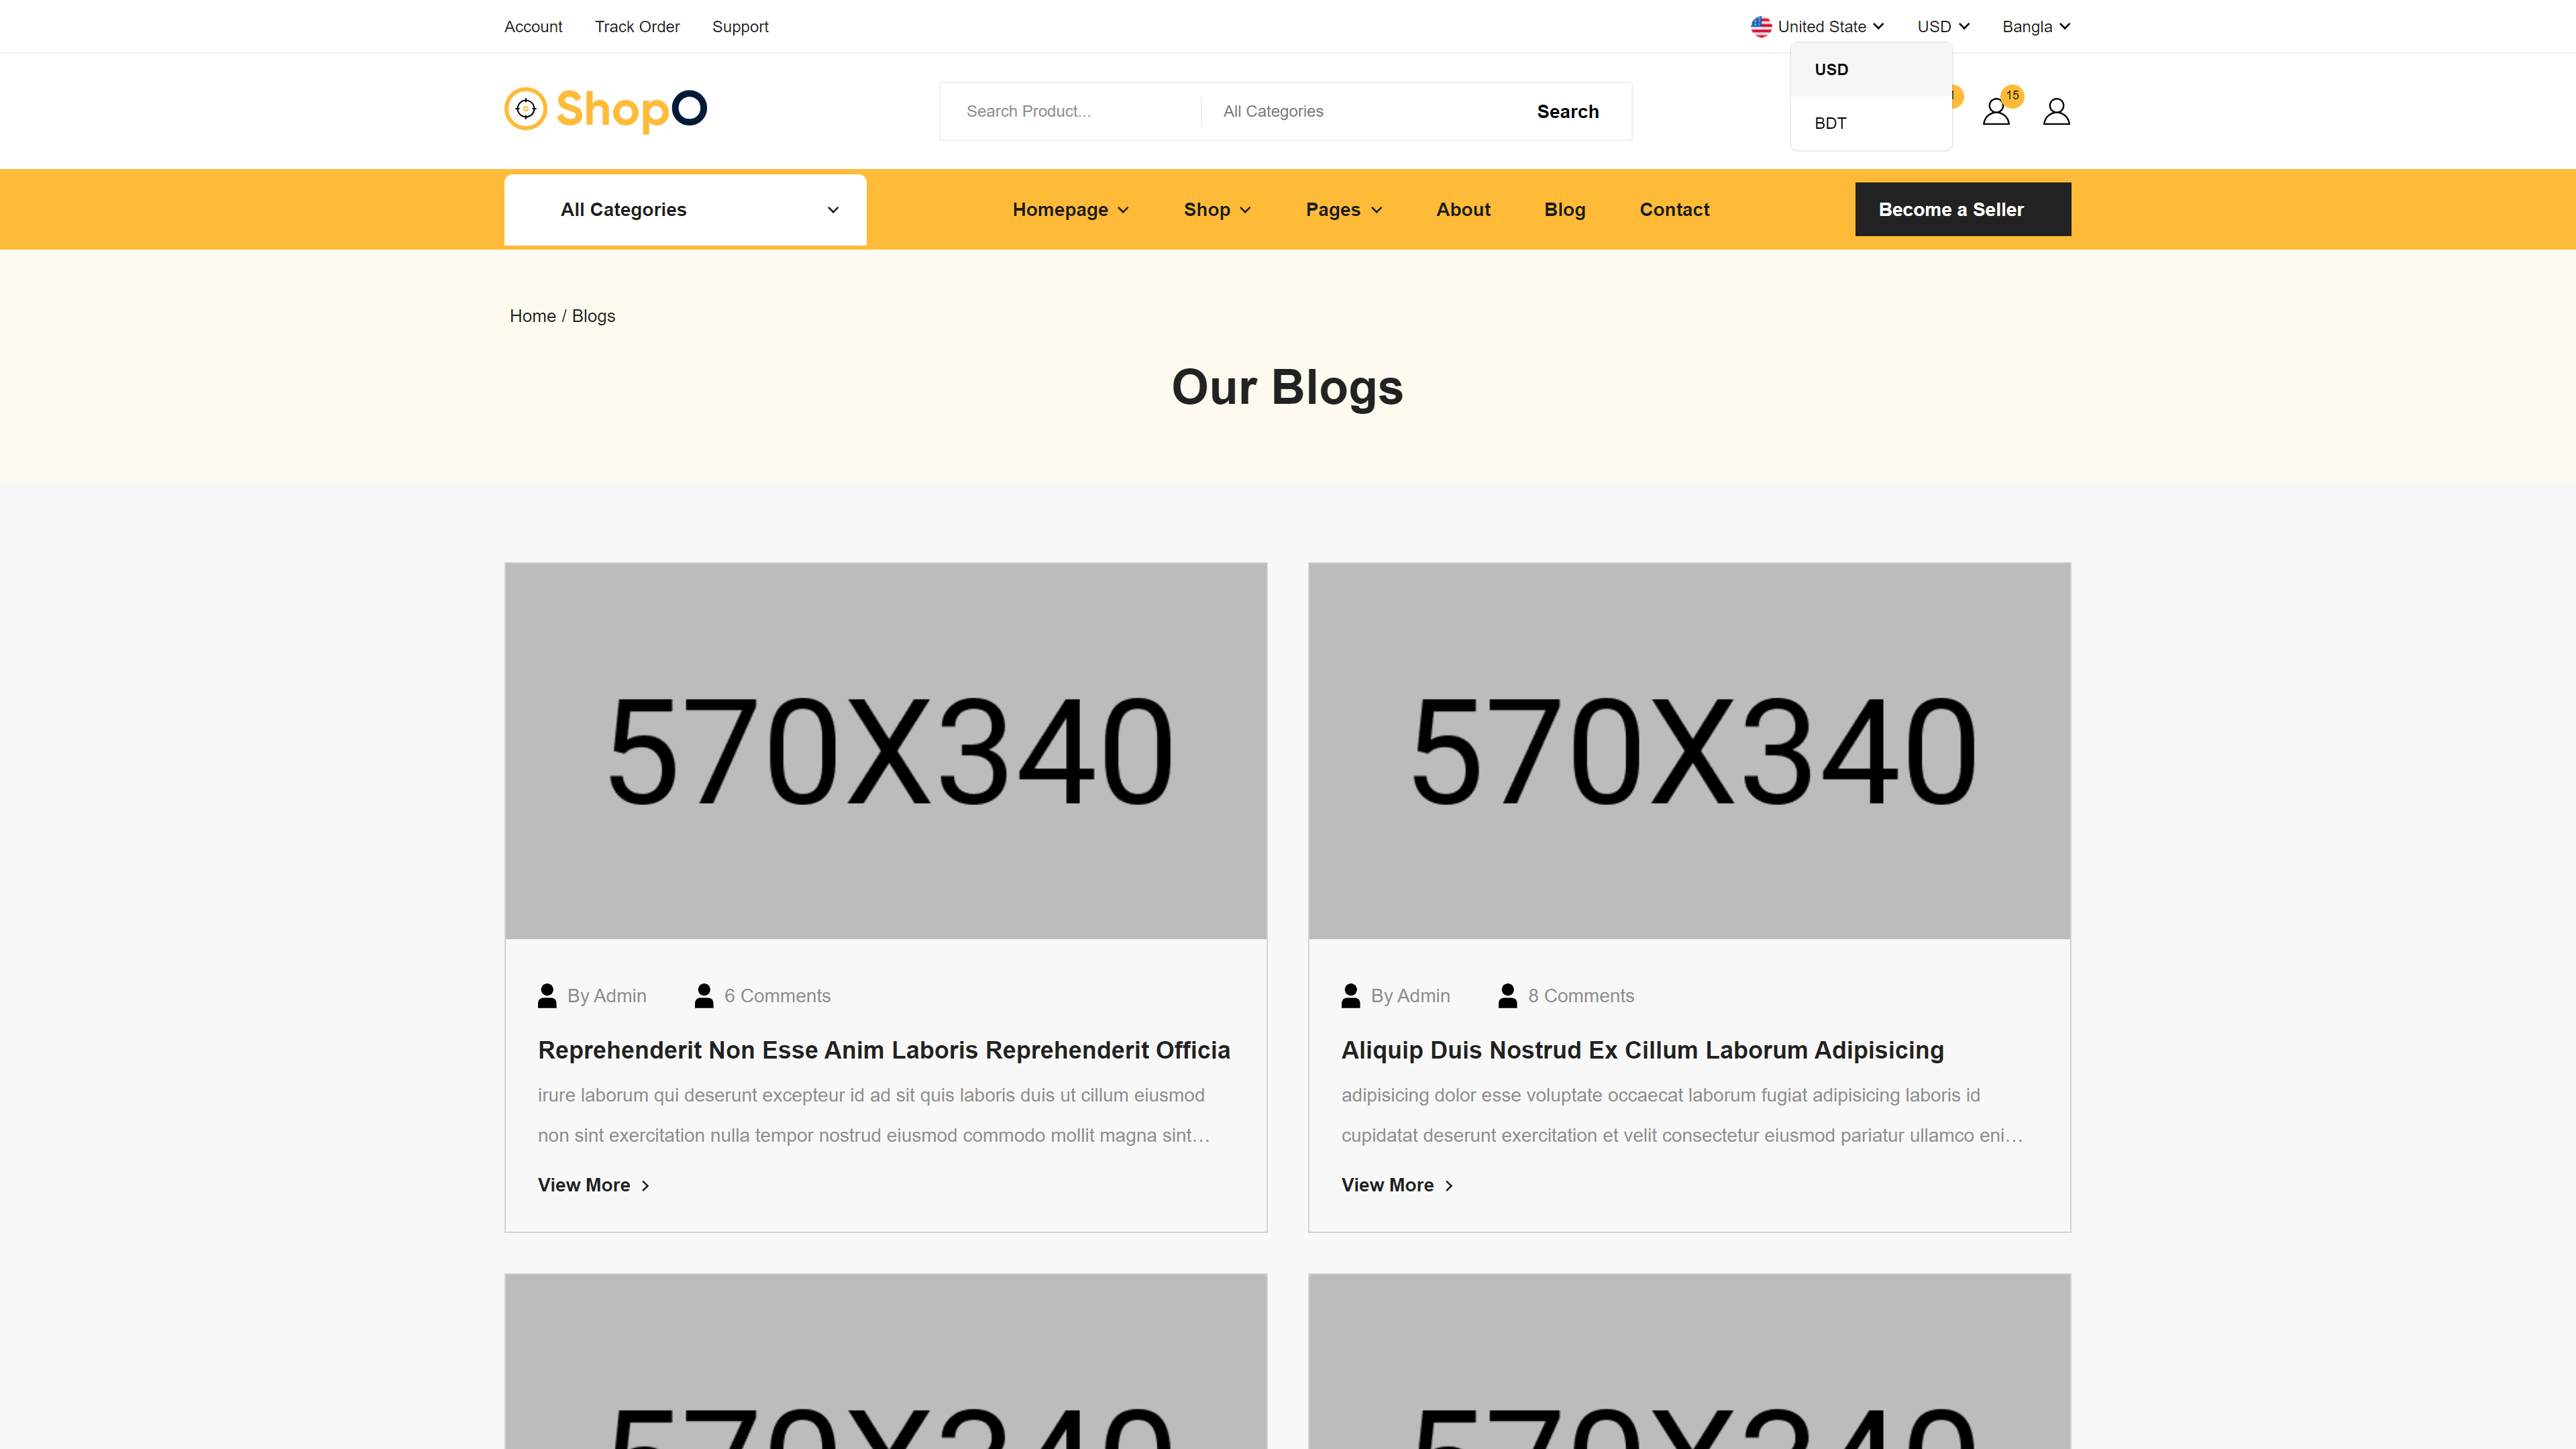 Account Track Order Support United State USD Bangla
USD
BDT
ShopO
Search Product... All Categories Search
15
All Categories Homepage Shop Pages About Blog Contact Become a Seller
Home / Blogs
Our Blogs
570X340 570X340
By Admin 6 Comments
Reprehenderit Non Esse Anim Laboris Reprehenderit Officia
irure laborum qui deserunt excepteur id ad sit quis laboris duis ut cillum eiusmod
non sint exercitation nulla tempor nostrud eiusmod commodo mollit magna sint…
View More
By Admin 8 Comments
Aliquip Duis Nostrud Ex Cillum Laborum Adipisicing
adipisicing dolor esse voluptate occaecat laborum fugiat adipisicing laboris id
cupidatat deserunt exercitation et velit consectetur eiusmod pariatur ullamco eni…
View More
570X340 570X340